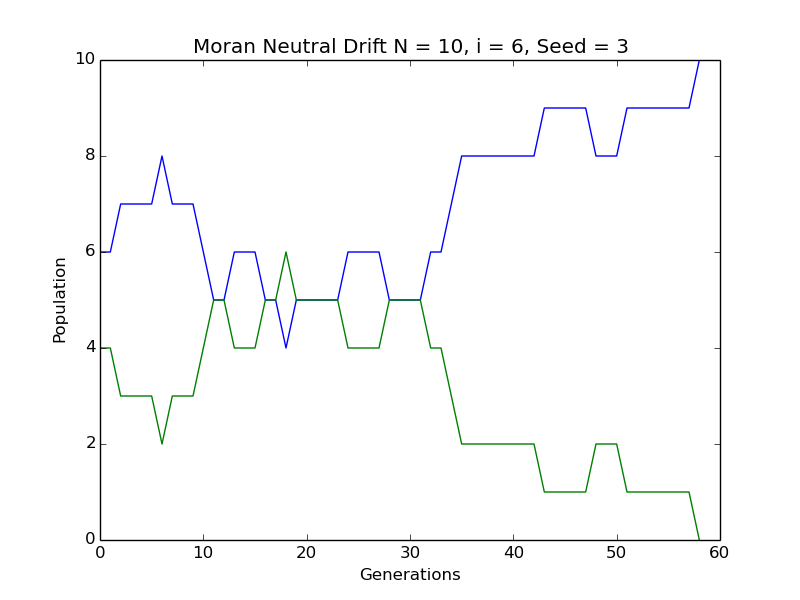 Moran Neutral Drift N = 10, i = 6, Seed = 3
10
8
6
4
2
0
Population
0 10 20 30 40 50 60
Generations